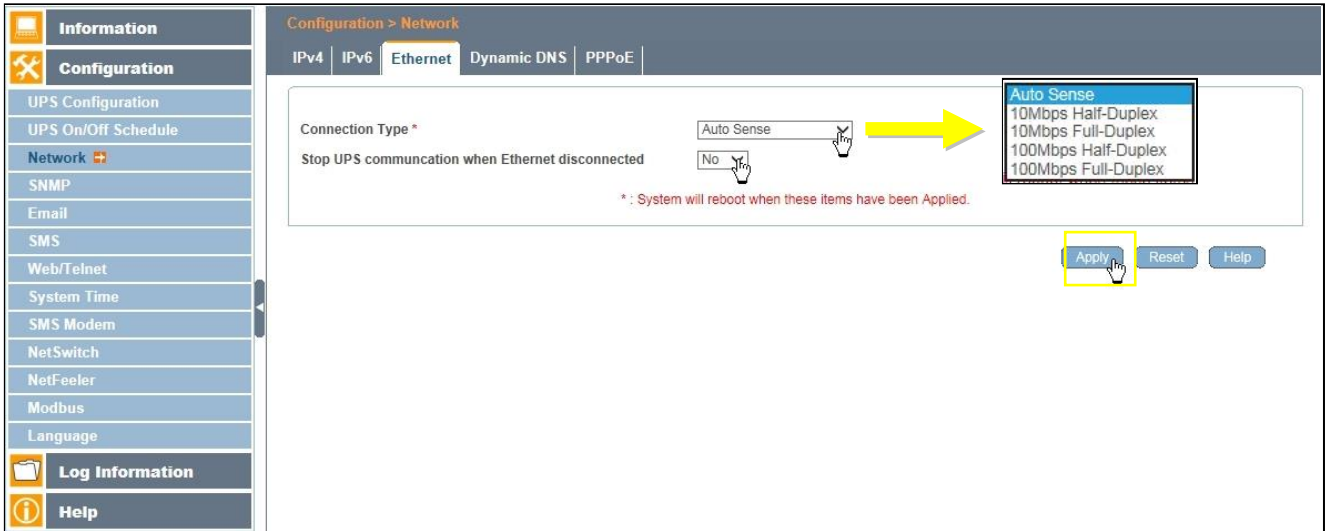 Information
Configuration
UPS Configuration
UPS On/Off Schedule
Network
SNMP
Email
SMS
Web/Telnet
System Time
SMS Modem
NetSwitch
NetFeeler
Modbus
Language
Log Information
Help
Configuration > Network
IPv4 IPv6 Ethernet Dynamic DNS PPPoE
Connection Type * Auto Sense
Stop UPS communcation when Ethernet disconnected No
* : System will reboot when these items have been Applied.
Auto Sense
10Mbps Half-Duplex
10Mbps Full-Duplex
100Mbps Half-Duplex
100Mbps Full-Duplex
Apply Reset Help